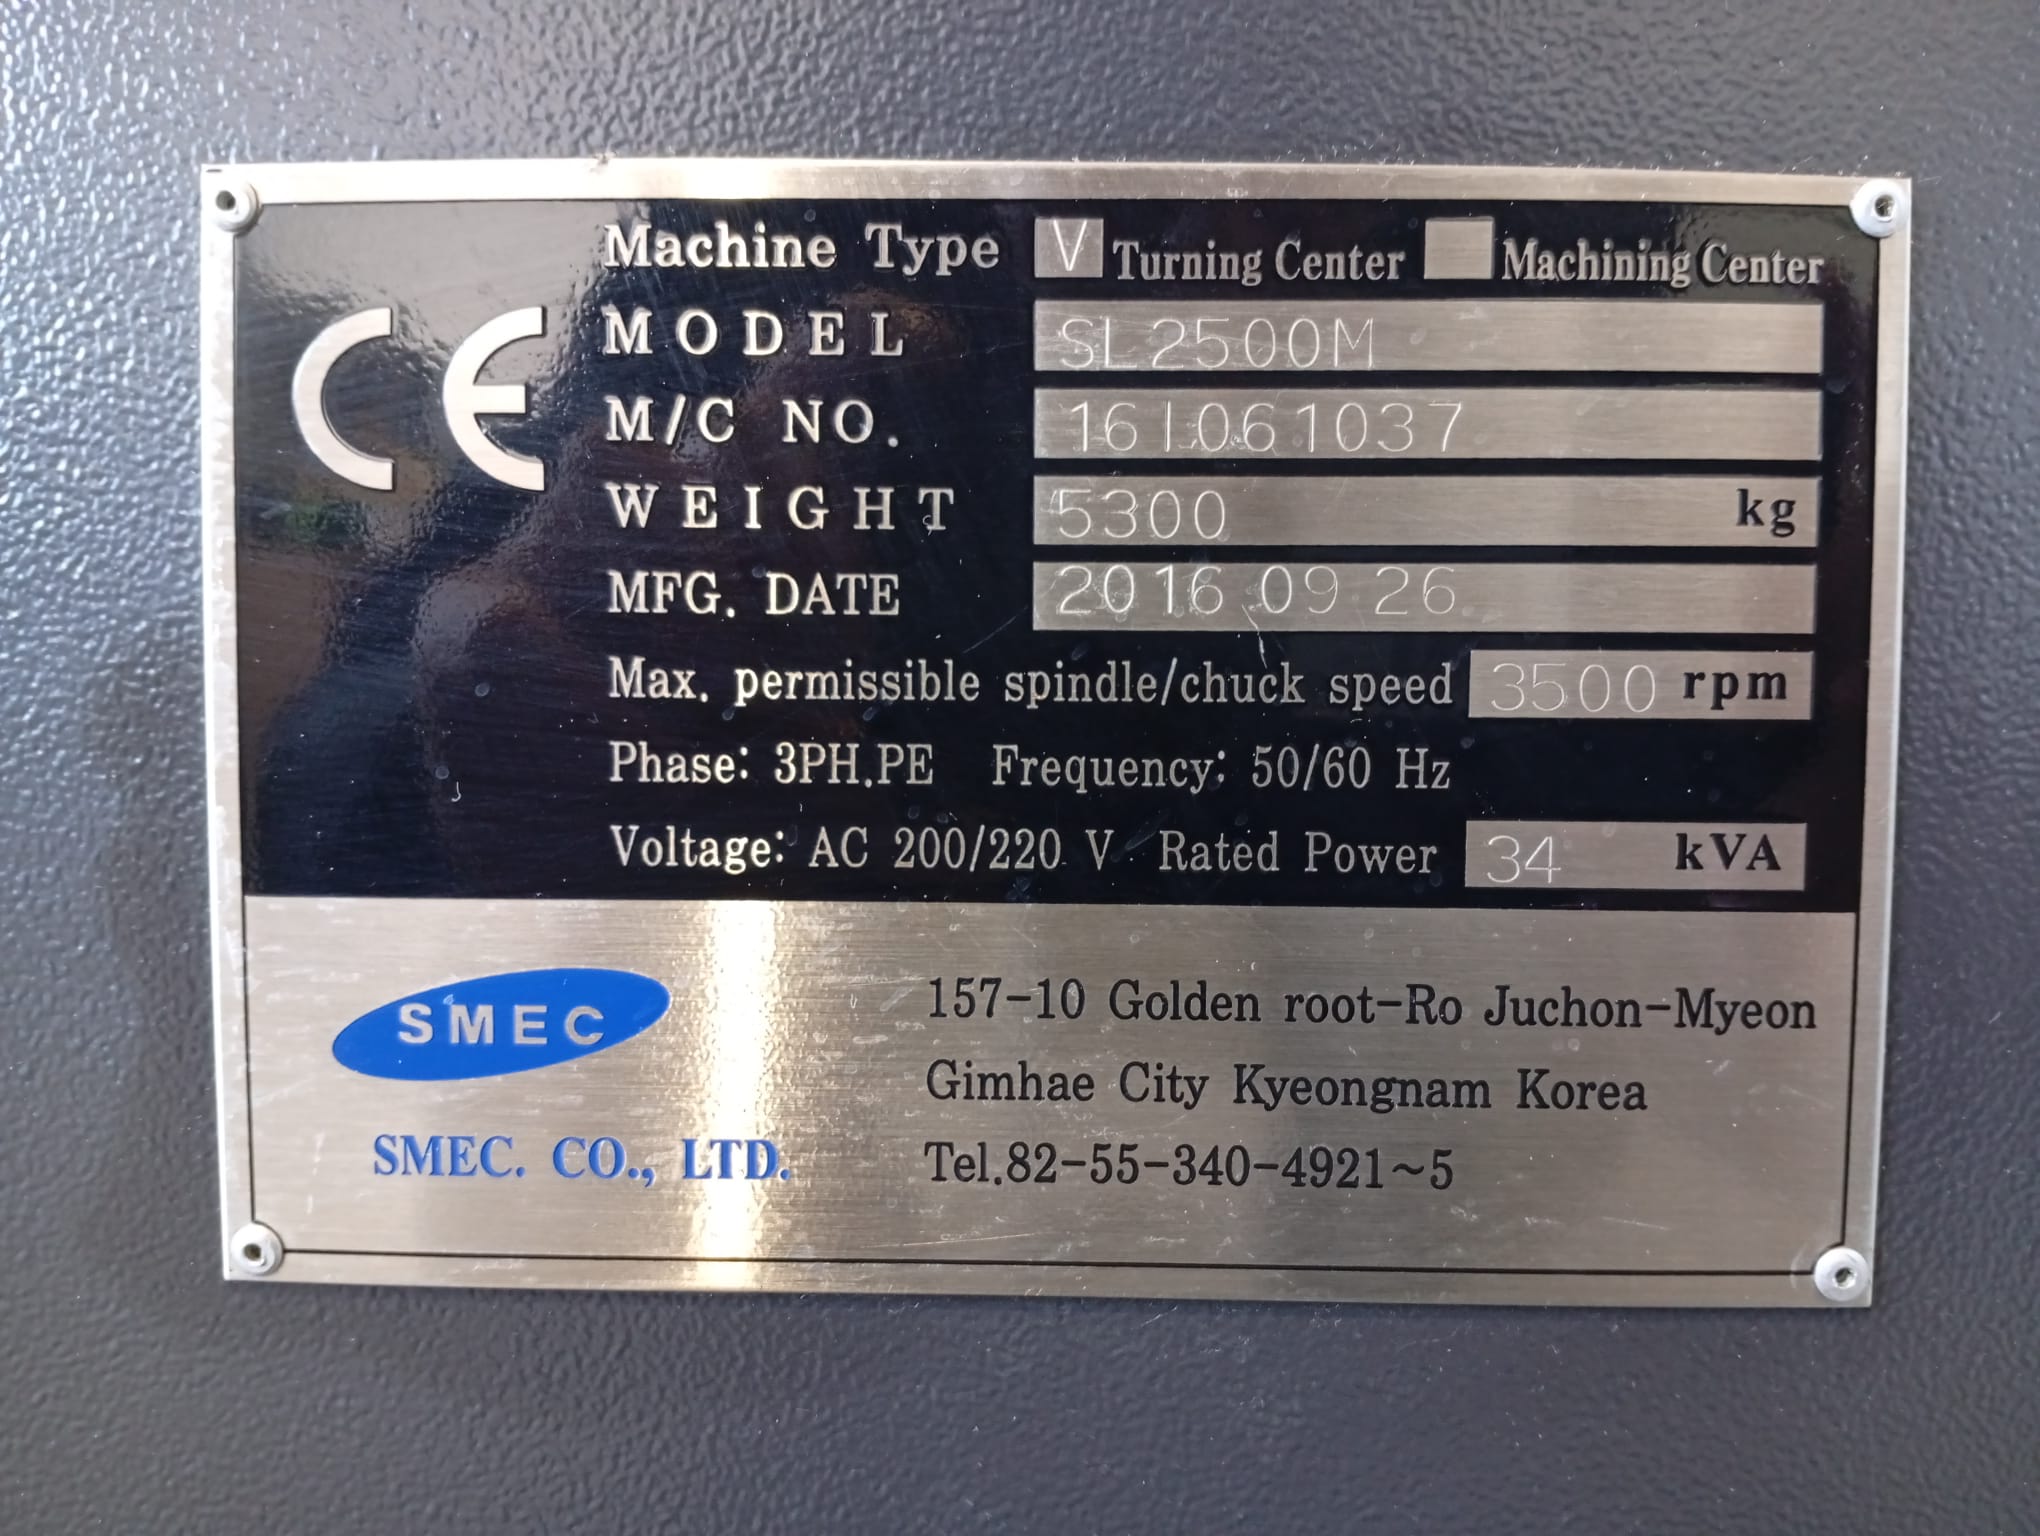 Machine Type V Turning Center Machining Center
CE
MODEL SL2500M
M/C NO. 16I061037
WEIGHT 5300 kg
MFG. DATE 2016 09 26
Max. permissible spindle/chuck speed 3500 rpm
Phase: 3PH.PE Frequency: 50/60 Hz
Voltage: AC 200/220 V Rated Power 34 kVA
SMEC
SMEC. CO., LTD.
157-10 Golden root-Ro Juchon-Myeon
Gimhae City Kyeongnam Korea
Tel.82-55-340-4921~5